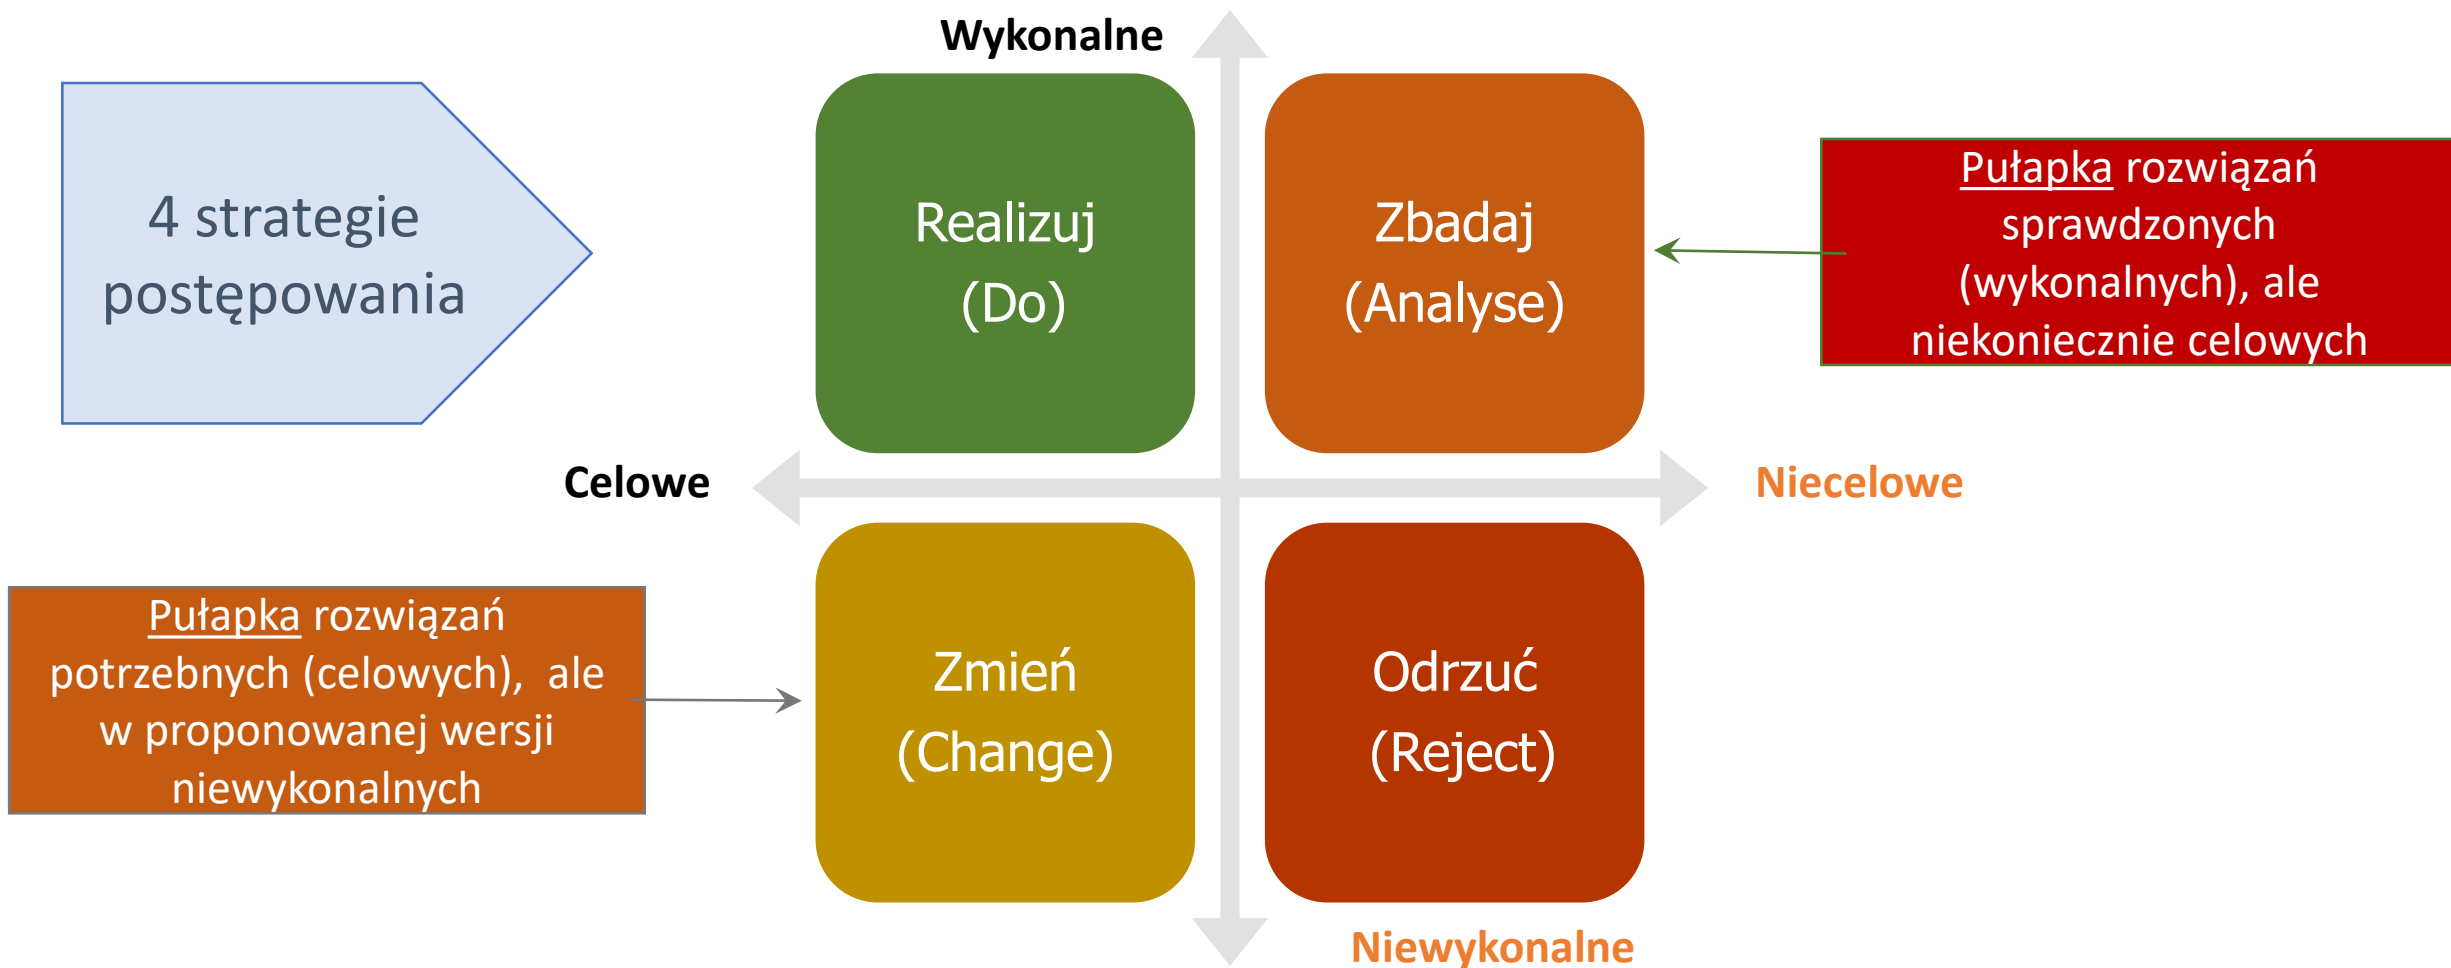 Wykonalne
4 strategie
postępowania
Realizuj
(Do)
Zbadaj
(Analyse)
Pułapka rozwiązań
sprawdzonych
(wykonalnych), ale
niekoniecznie celowych
Celowe
Niecelowe
Pułapka rozwiązań
potrzebnych (celowych), ale
w proponowanej wersji
niewykonalnych
Zmień
(Change)
Odrzuć
(Reject)
Niewykonalne